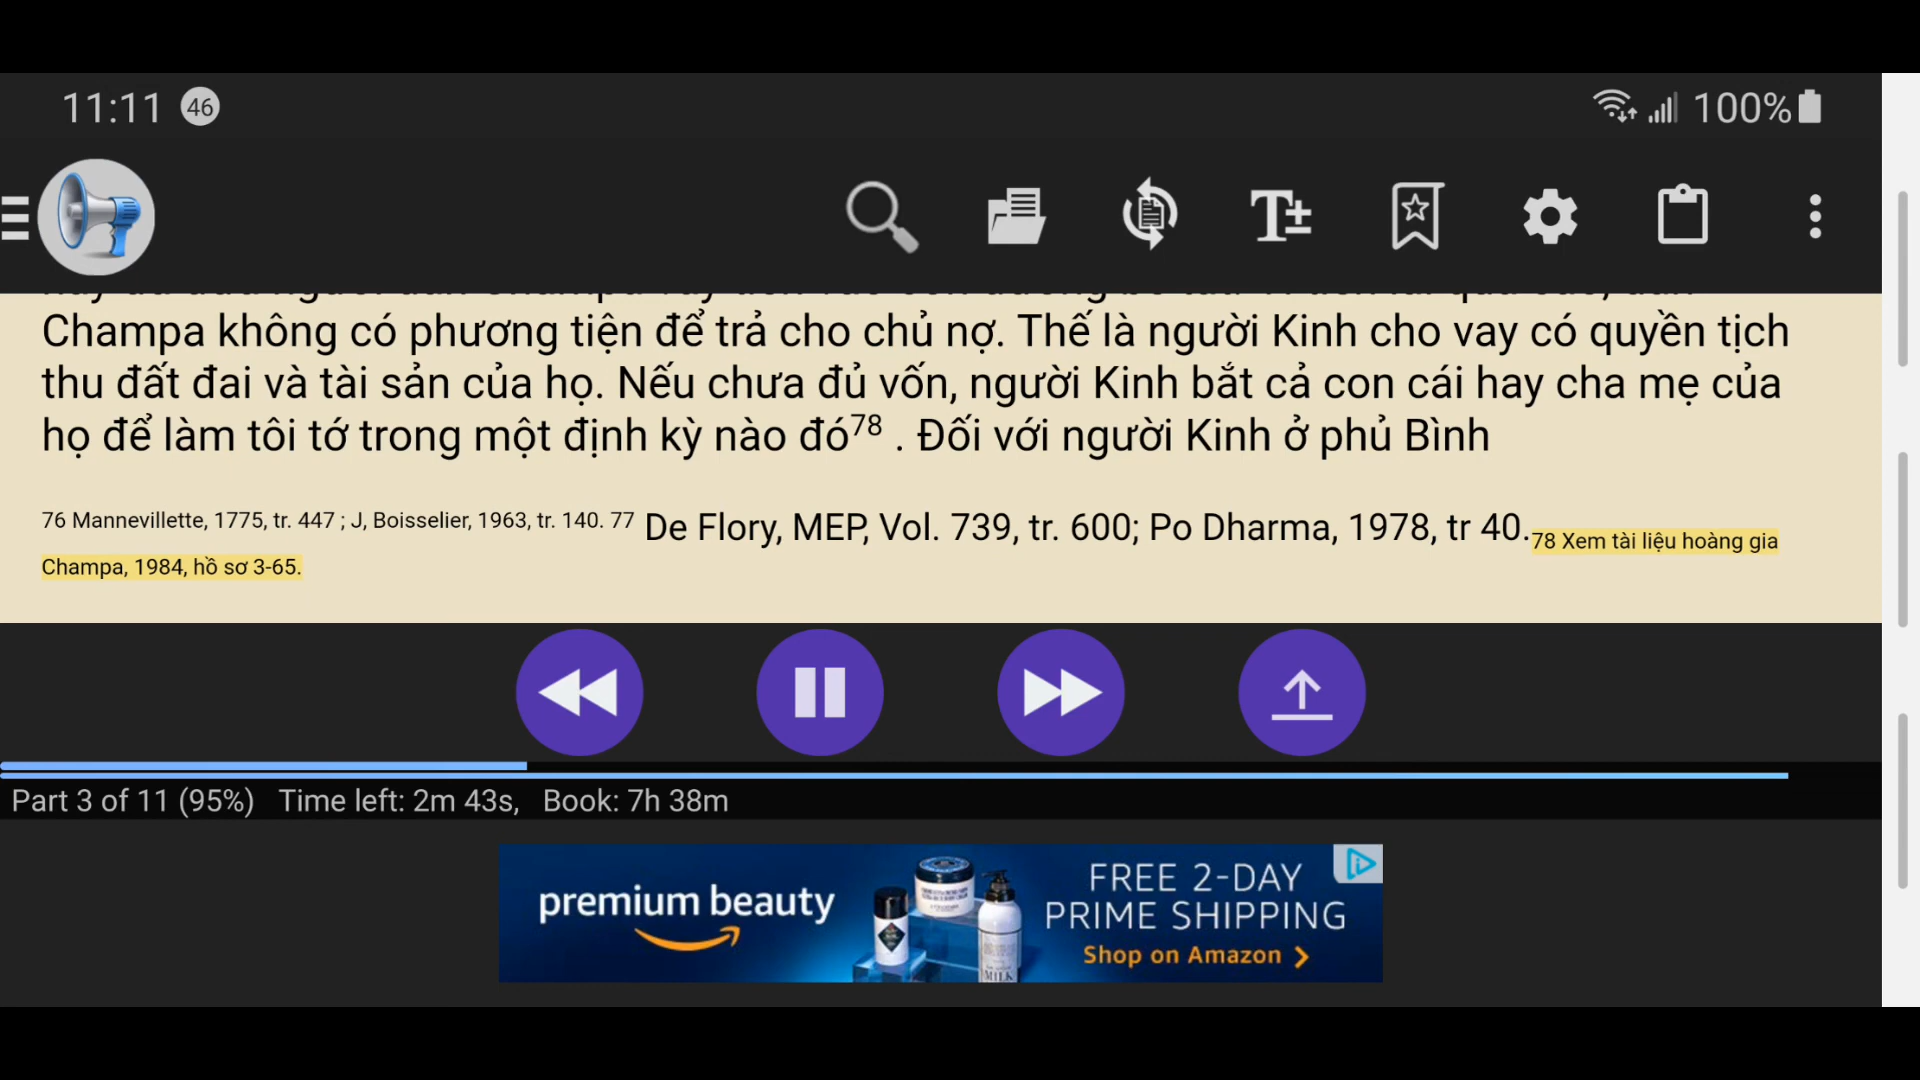 11:11 46 100%
Champa không có phương tiện để trả cho chủ nợ. Thế là người Kinh cho vay có quyền tịch
thu đất đai và tài sản của họ. Nếu chưa đủ vốn, người Kinh bắt cả con cái hay cha mẹ của
họ để làm tôi tớ trong một định kỳ nào đó78 . Đối với người Kinh ở phủ Bình
76 Mannevillette, 1775, tr. 447 ; J, Boisselier, 1963, tr. 140. 77 De Flory, MEP, Vol. 739, tr. 600; Po Dharma, 1978, tr 40.78 Xem tài liệu hoàng gia
Champa, 1984, hồ sơ 3-65.
Part 3 of 11 (95%) Time left: 2m 43s, Book: 7h 38m
premium beauty
FREE 2-DAY
PRIME SHIPPING
Shop on Amazon
MILK